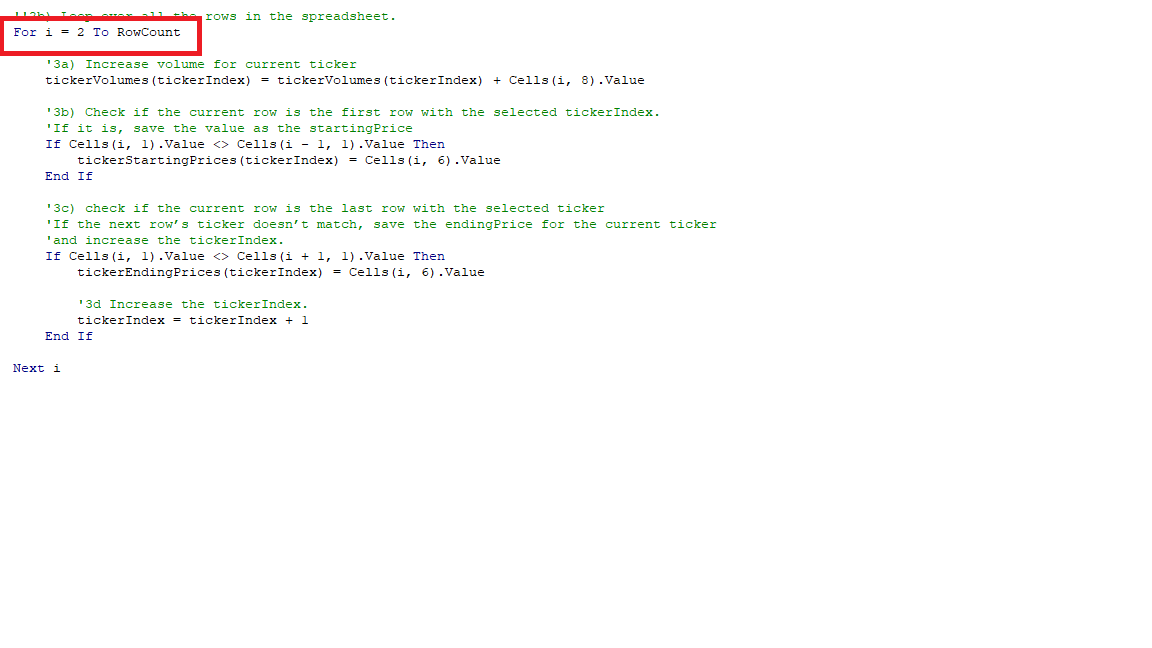 ''2b) Loop over all the rows in the spreadsheet.
For i = 2 To RowCount
'3a) Increase volume for current ticker
tickerVolumes(tickerIndex) = tickerVolumes(tickerIndex) + Cells(i, 8).Value
'3b) Check if the current row is the first row with the selected tickerIndex.
'If it is, save the value as the startingPrice
If Cells(i, 1).Value <> Cells(i - 1, 1).Value Then
tickerStartingPrices(tickerIndex) = Cells(i, 6).Value
End If
'3c) check if the current row is the last row with the selected ticker
'If the next row’s ticker doesn’t match, save the endingPrice for the current ticker
'and increase the tickerIndex.
If Cells(i, 1).Value <> Cells(i + 1, 1).Value Then
tickerEndingPrices(tickerIndex) = Cells(i, 6).Value
'3d Increase the tickerIndex.
tickerIndex = tickerIndex + 1
End If
Next i